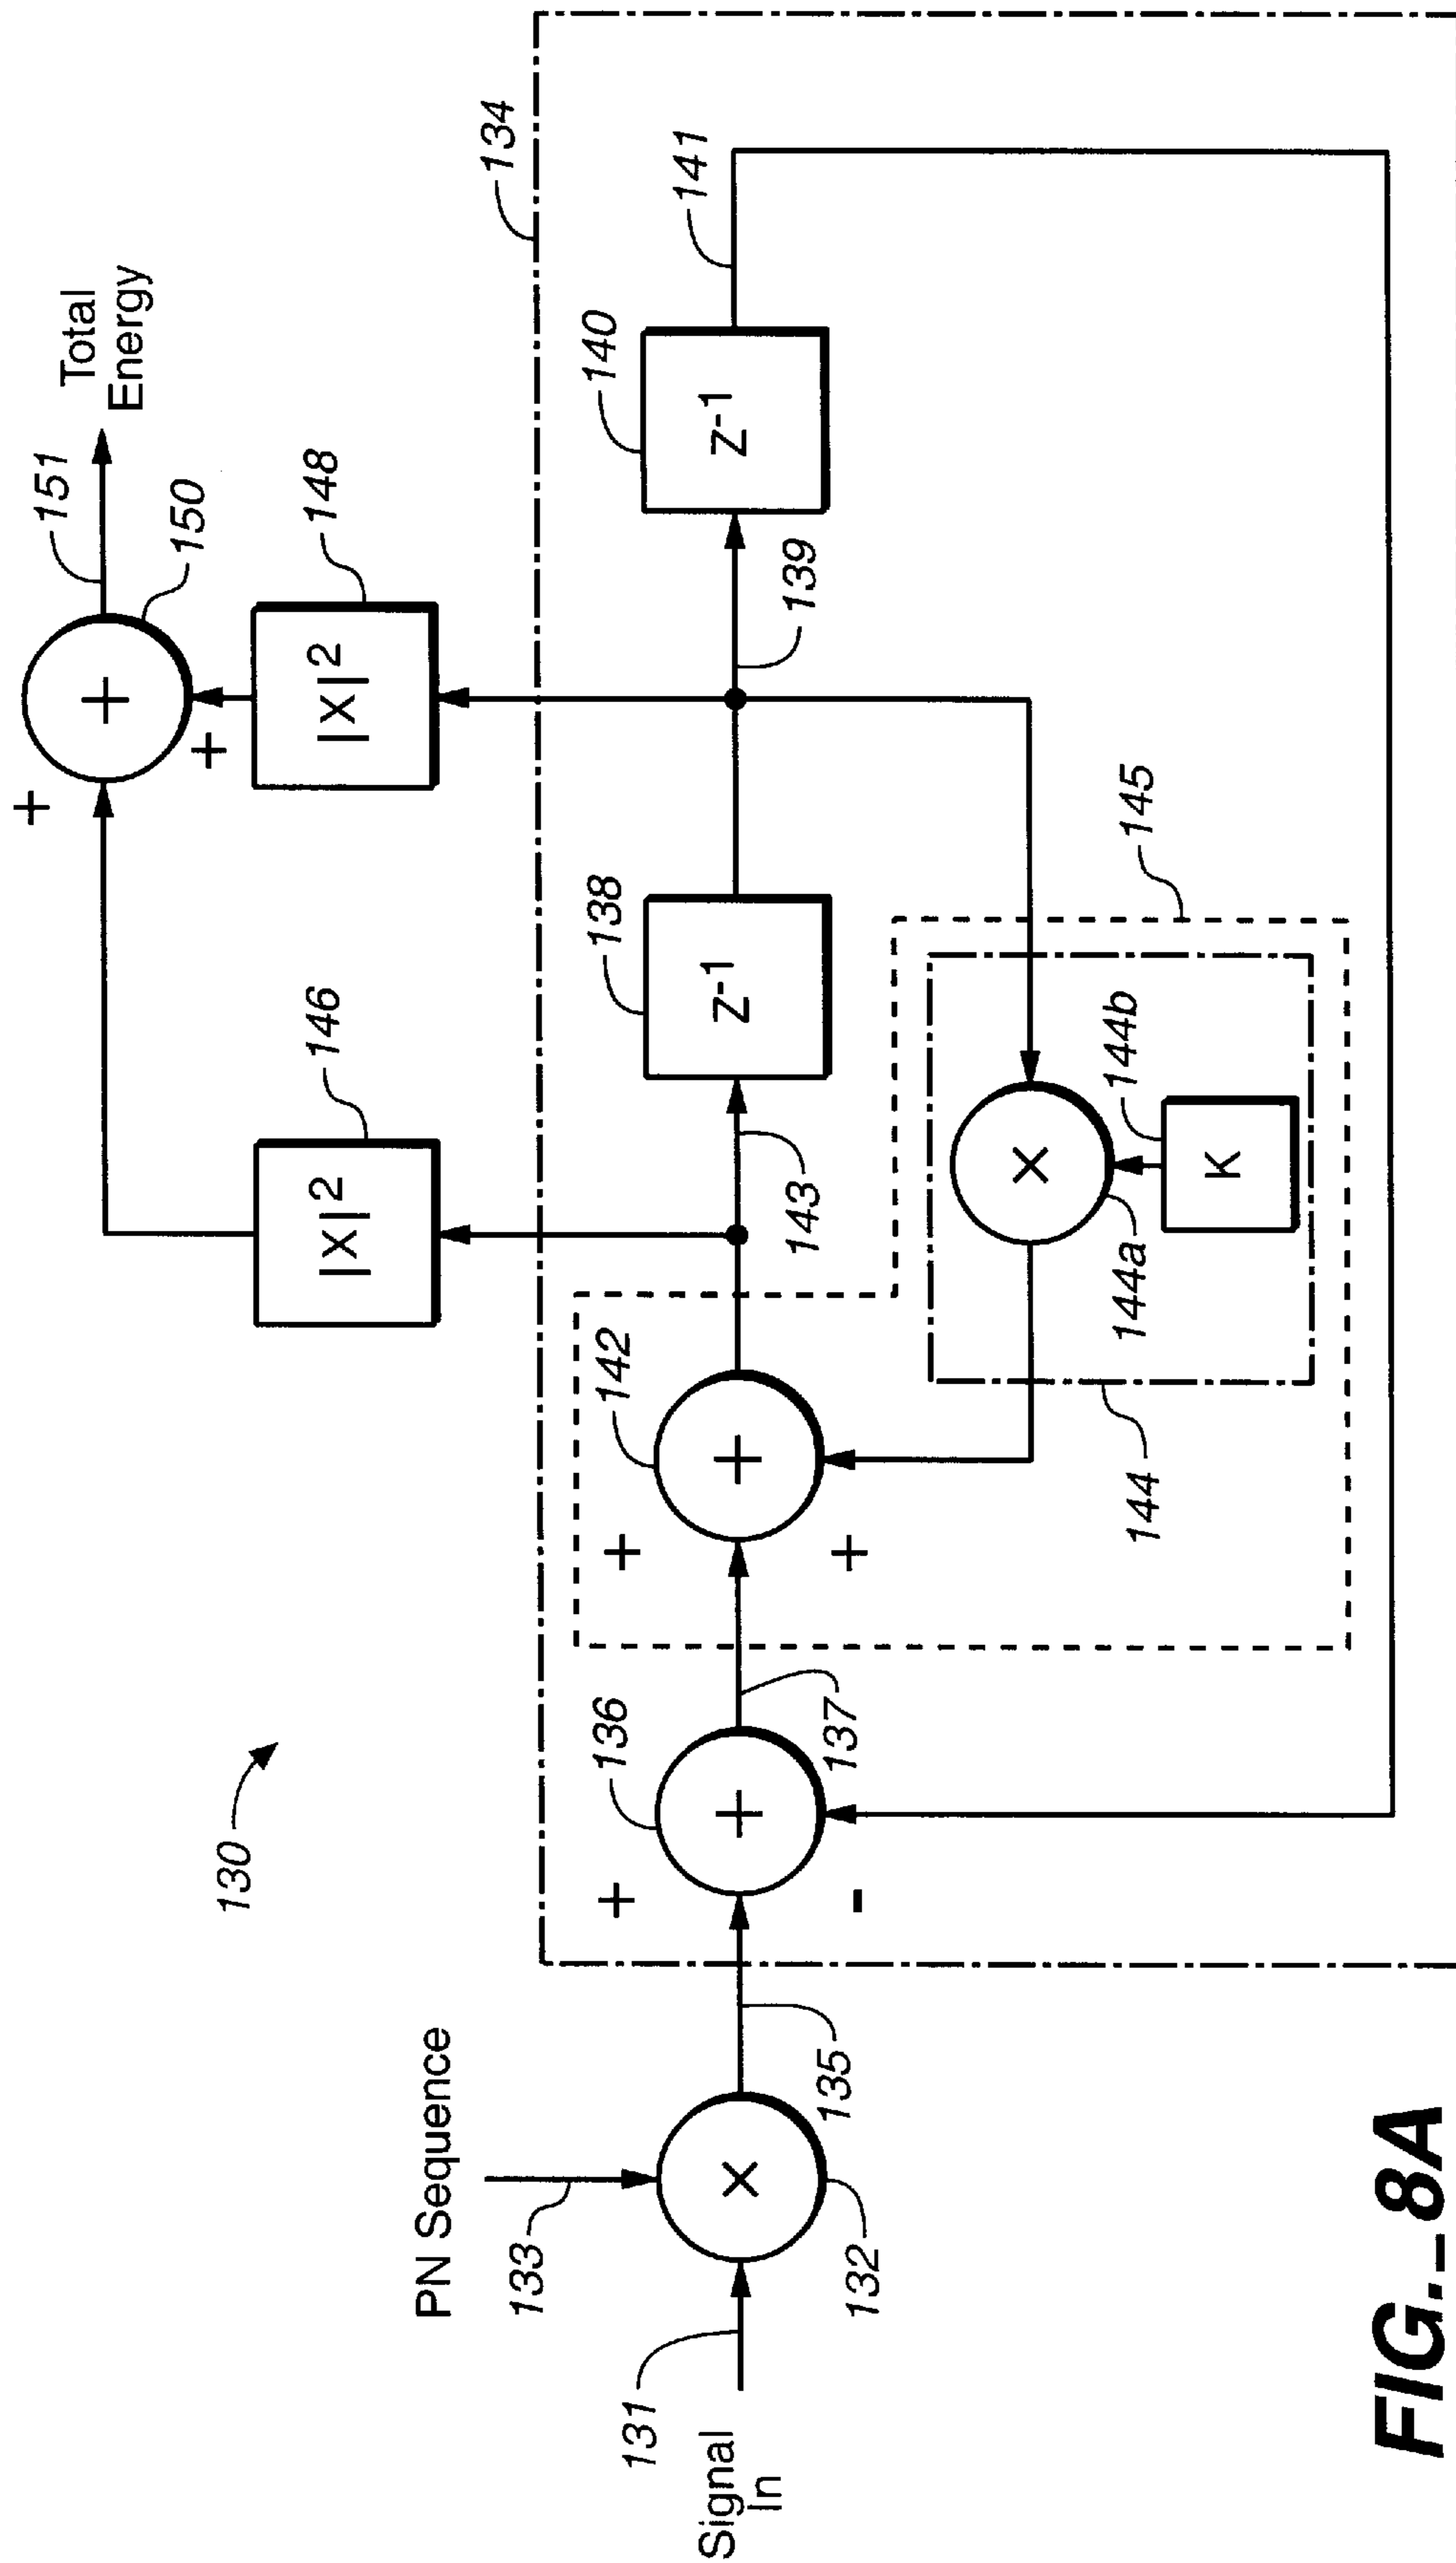 130
Total
Energy
151
+
+
150
+
148
|X|²
146
|X|²
134
PN Sequence
133
131
Signal
In
×
132
135
+
136
+
-
137
+
142
+
+
143
138
Z-1
139
140
Z-1
141
145
×
144b
K
144a
144
FIG._8A